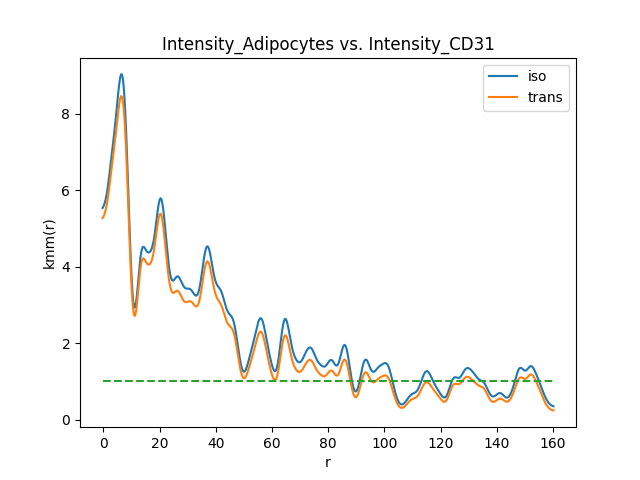 Intensity_Adipocytes vs. Intensity_CD31
iso
trans
kmm(r)
8
6
4
2
0
0 20 40 60 80 100 120 140 160
r